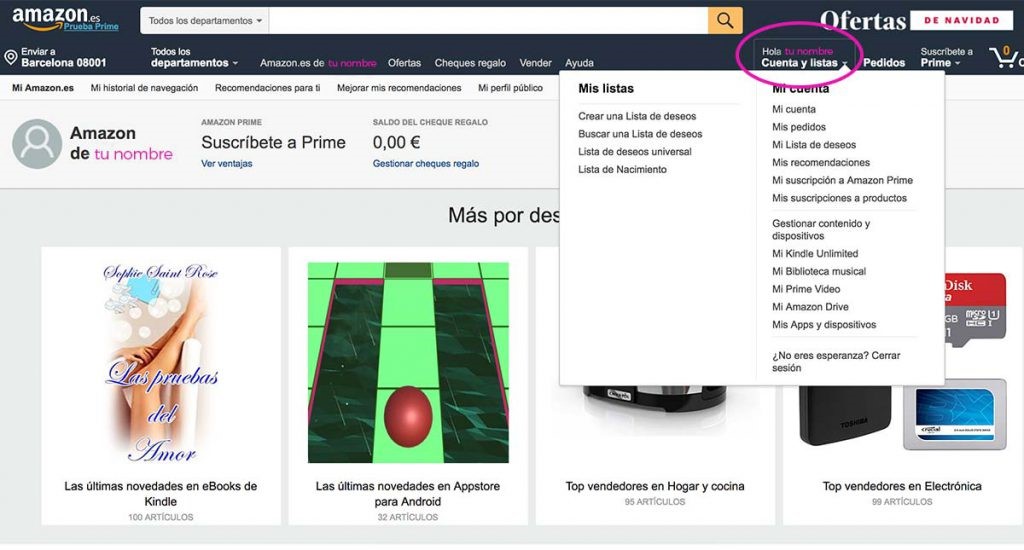 amazon.es
Prueba Prime
Todos los departamentos
Ofertas DE NAVIDAD
Enviar a
Barcelona 08001
Todos los
departamentos
Amazon.es de tu nombre Ofertas Cheques regalo Vender Ayuda
Hola tu nombre
Cuenta y listas
Pedidos
Suscríbete a
Prime
0
C
Mi Amazon.es Mi historial de navegación Recomendaciones para ti Mejorar mis recomendaciones Mi perfil público
Amazon
de tu nombre
AMAZON PRIME
Suscríbete a Prime
Ver ventajas
SALDO DEL CHEQUE REGALO
0,00 €
Gestionar cheques regalo
Mis listas
Crear una Lista de deseos
Buscar una Lista de deseos
Lista de deseos universal
Lista de Nacimiento
Mi cuenta
Mi cuenta
Mis pedidos
Mi Lista de deseos
Mis recomendaciones
Mi suscripción a Amazon Prime
Mis suscripciones a productos
Gestionar contenido y
dispositivos
Mi Kindle Unlimited
Mi Biblioteca musical
Mi Prime Video
Mi Amazon Drive
Mis Apps y dispositivos
¿No eres esperanza? Cerrar
sesión
Más por des
Sophie Saint Rose
Las pruebas
del
Amor
Disk
a
GB
micro
SD
HC I
1
TOSHIBA
crucial
Las últimas novedades en eBooks de
Kindle
100 ARTÍCULOS
Las últimas novedades en Appstore
para Android
32 ARTÍCULOS
Top vendedores en Hogar y cocina
95 ARTÍCULOS
Top vendedores en Electrónica
99 ARTÍCULOS